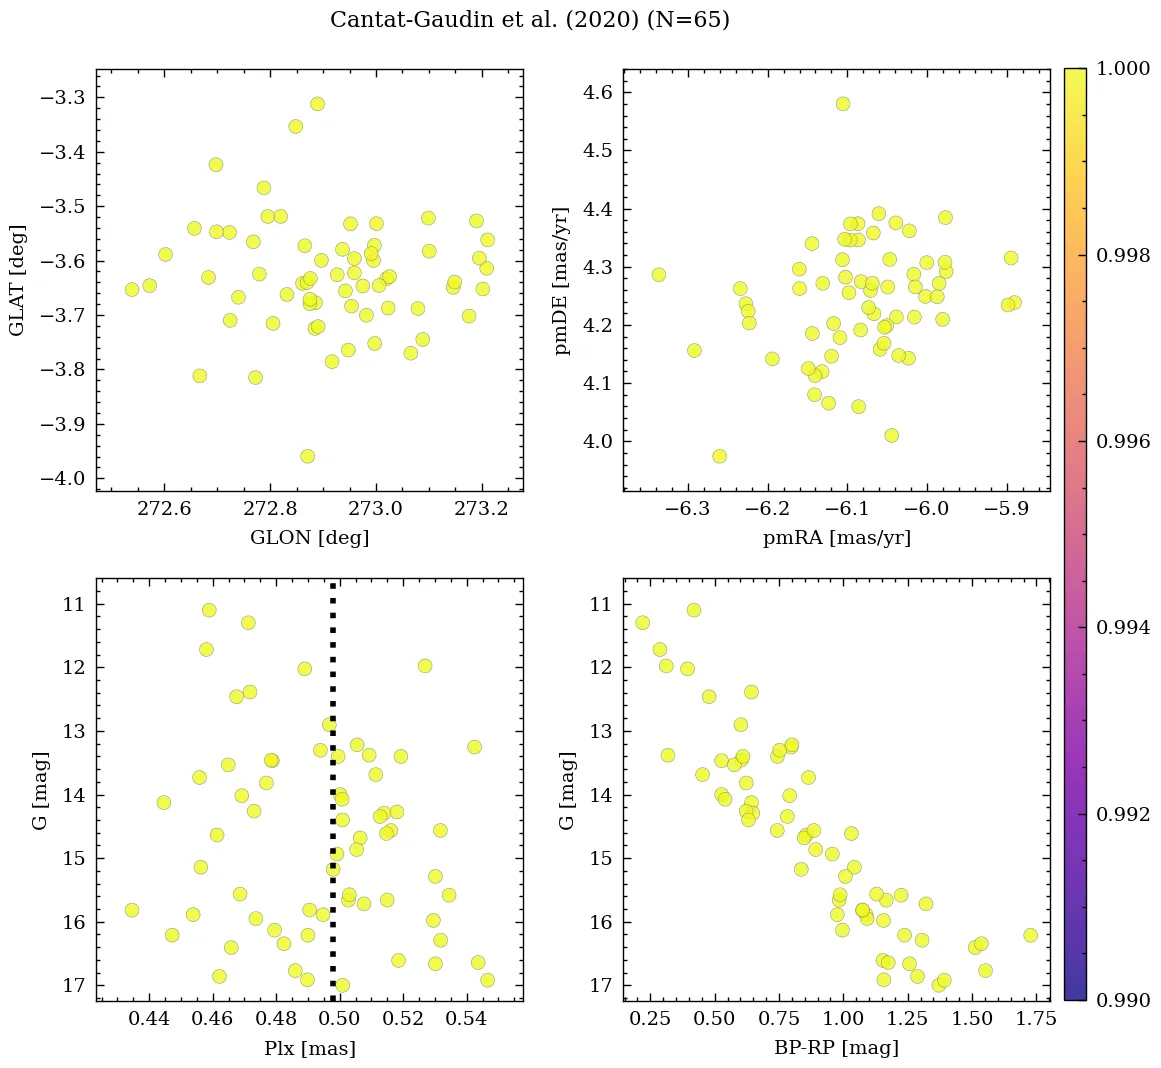 Cantat-Gaudin et al. (2020) (N=65)
−3.3
−3.4
−3.5
−3.6
−3.7
−3.8
−3.9
−4.0
GLAT [deg]
272.6 272.8 273.0 273.2
GLON [deg]
4.6
4.5
4.4
4.3
4.2
4.1
4.0
pmDE [mas/yr]
−6.3 −6.2 −6.1 −6.0 −5.9
pmRA [mas/yr]
11
12
13
14
15
16
17
G [mag]
0.44 0.46 0.48 0.50 0.52 0.54
Plx [mas]
11
12
13
14
15
16
17
G [mag]
0.25 0.50 0.75 1.00 1.25 1.50 1.75
BP-RP [mag]
1.000
0.998
0.996
0.994
0.992
0.990